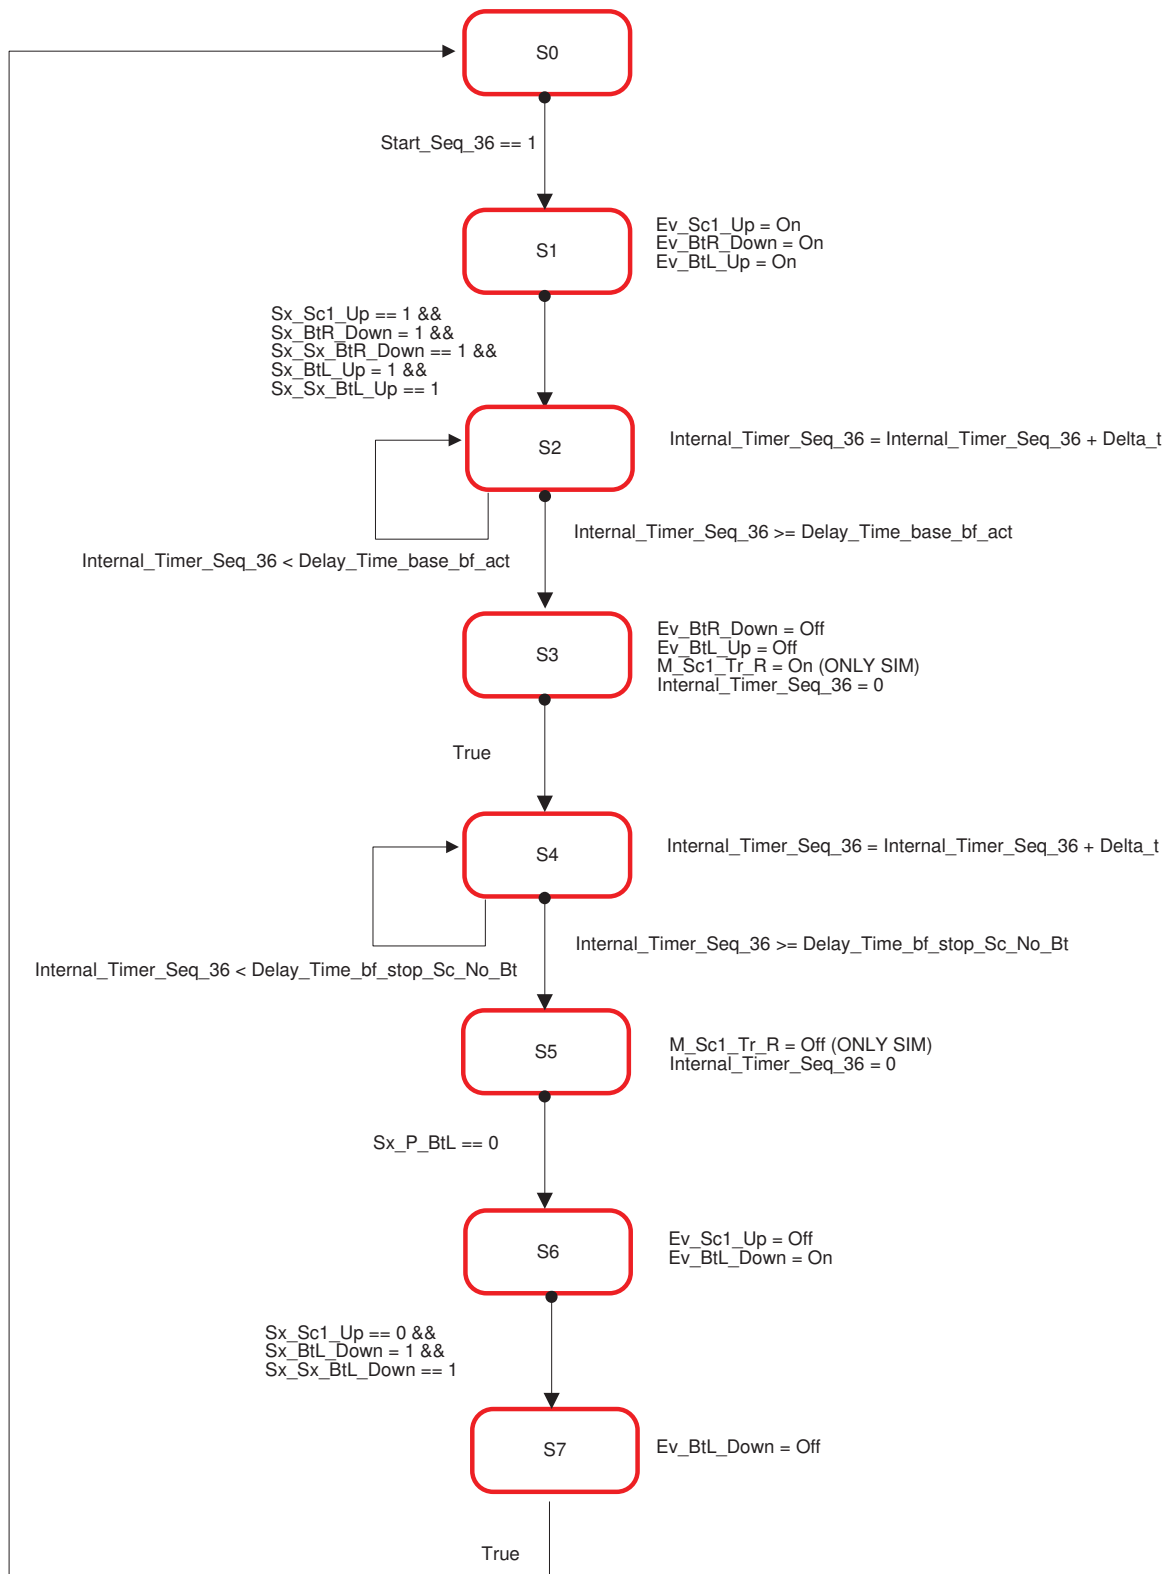 S0
Start_Seq_36 == 1
S1
Ev_Sc1_Up = On
Ev_BtR_Down = On
Ev_BtL_Up = On
Sx_Sc1_Up == 1 &&
Sx_BtR_Down = 1 &&
Sx_Sx_BtR_Down == 1 &&
Sx_BtL_Up = 1 &&
Sx_Sx_BtL_Up == 1
S2
Internal_Timer_Seq_36 = Internal_Timer_Seq_36 + Delta_t
Internal_Timer_Seq_36 >= Delay_Time_base_bf_act
Internal_Timer_Seq_36 < Delay_Time_base_bf_act
S3
Ev_BtR_Down = Off
Ev_BtL_Up = Off
M_Sc1_Tr_R = On (ONLY SIM)
Internal_Timer_Seq_36 = 0
True
S4
Internal_Timer_Seq_36 = Internal_Timer_Seq_36 + Delta_t
Internal_Timer_Seq_36 >= Delay_Time_bf_stop_Sc_No_Bt
Internal_Timer_Seq_36 < Delay_Time_bf_stop_Sc_No_Bt
S5
M_Sc1_Tr_R = Off (ONLY SIM)
Internal_Timer_Seq_36 = 0
Sx_P_BtL == 0
S6
Ev_Sc1_Up = Off
Ev_BtL_Down = On
Sx_Sc1_Up == 0 &&
Sx_BtL_Down = 1 &&
Sx_Sx_BtL_Down == 1
S7
Ev_BtL_Down = Off
True